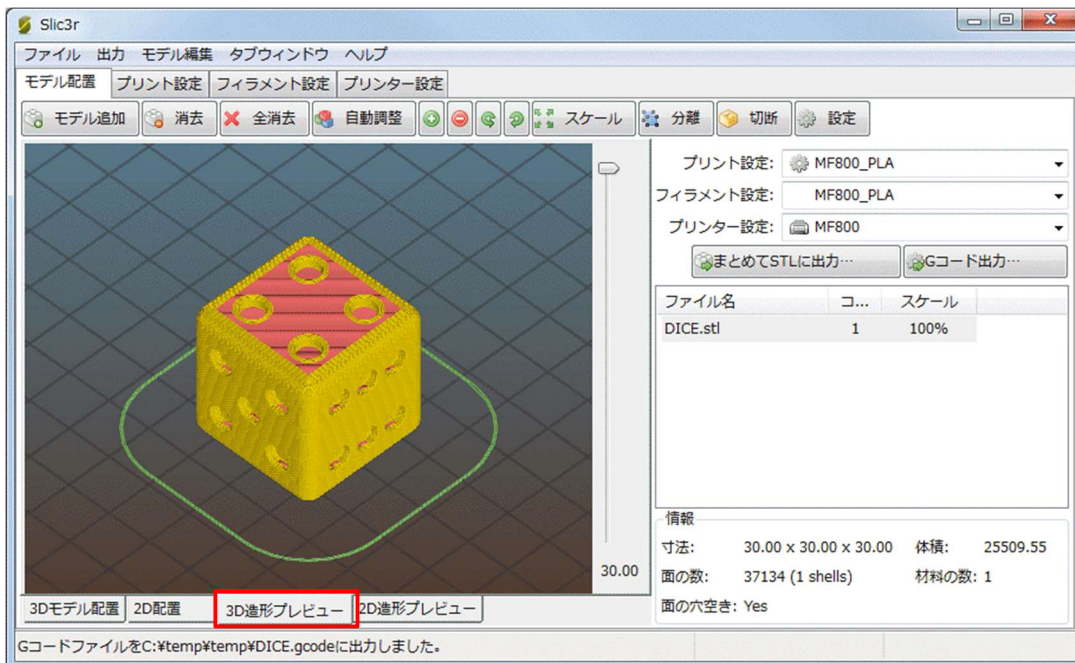 Slic3r
ファイル 出力 モデル編集 タブウィンドウ ヘルプ
モデル配置 プリント設定 フィラメント設定 プリンター設定
モデル追加 消去 全消去 自動調整 スケール 分離 切断 設定
プリント設定: MF800_PLA
フィラメント設定: MF800_PLA
プリンター設定: MF800
まとめてSTLに出力… Gコード出力…
ファイル名 コ... スケール
DICE.stl 1 100%
30.00
情報
寸法: 30.00 x 30.00 x 30.00 体積: 25509.55
面の数: 37134 (1 shells) 材料の数: 1
面の穴空き: Yes
3Dモデル配置 2D配置 3D造形プレビュー 2D造形プレビュー
GコードファイルをC:¥temp¥temp¥DICE.gcodeに出力しました。